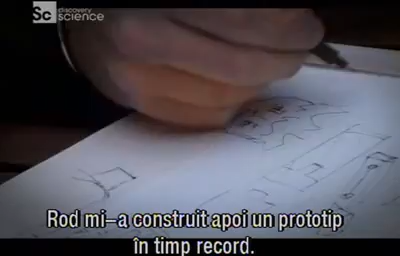 Sc discovery
science
Rod mi-a construit apoi un prototip
în timp record.